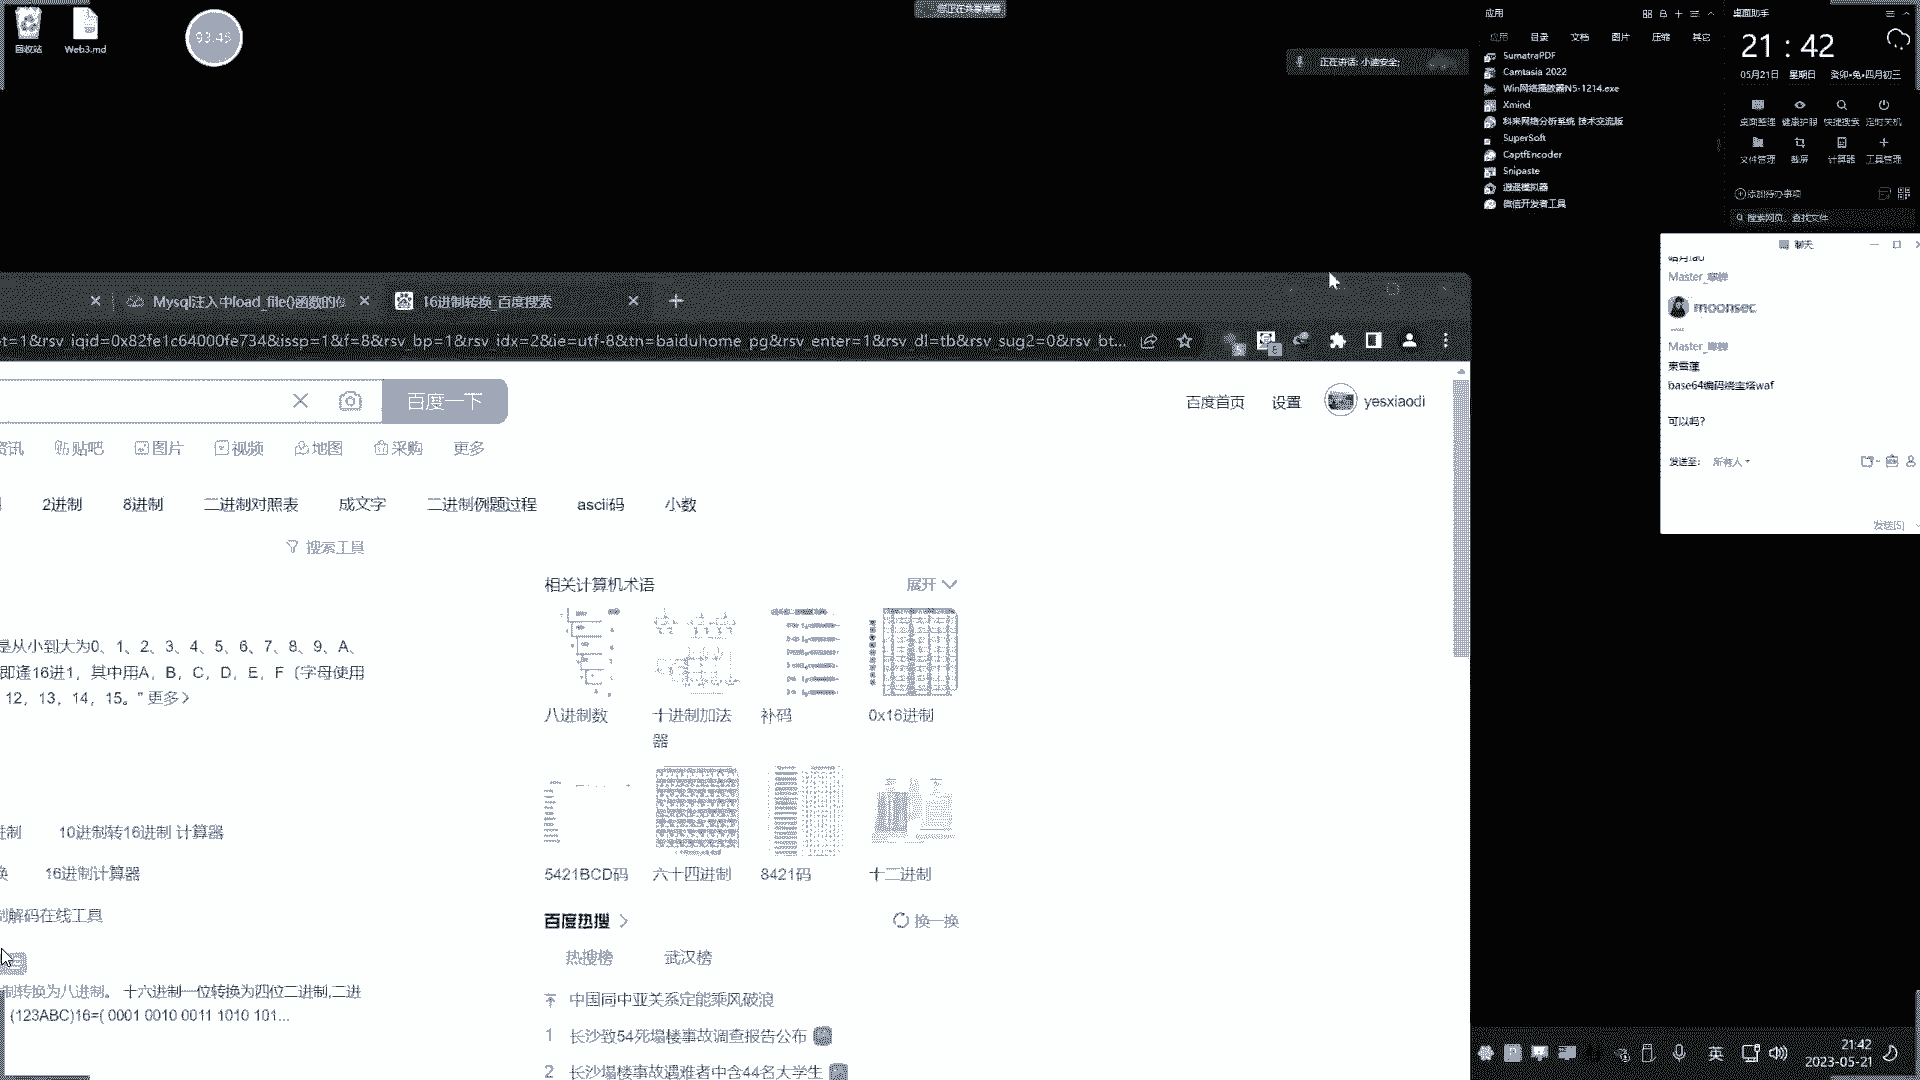 回收站
Web3.md
93.45
您正在共享屏幕
正在讲话: 小迪安全;
应用
应用 目录 文档 图片 压缩 其它
SumatraPDF
Camtasia 2022
Win网络播放器N5-1214.exe
Xmind
科来网络分析系统 技术交流版
SuperSoft
CaptfEncoder
Snipaste
逍遥模拟器
微信开发者工具
桌面助手
21 : 42
05月21日 星期日 癸卯•兔•四月初三
桌面整理 健康护眼 快捷搜索 定时关机
文件管理 截屏 计算器 工具管理
添加待办事项
搜索网页、查找文件
聊天
Master_
moonsec
Master_
束雪莲
base64编码绕宝塔waf
可以吗?
发送至: 所有人
发送(S)
Mysql注入中load_file()函数的
16进制转换_百度搜索
t=1&rsv_iqid=0x82fe1c64000fe734&issp=1&f=8&rsv_bp=1&rsv_idx=2&ie=utf-8&tn=baiduhome_pg&rsv_enter=1&rsv_dl=tb&rsv_sug2=0&rsv_bt...
百度一下
百度首页 设置 yesxiaodi
资讯 贴吧 图片 视频 地图 采购 更多
2进制 8进制 二进制对照表 成文字 二进制例题过程 ascii码 小数
搜索工具
相关计算机术语 展开
是从小到大为0、1、2、3、4、5、6、7、8、9、A、
即逢16进1，其中用A，B，C，D，E，F（字母使用
12，13，14，15。” 更多>
八进制数 十进制加法器 补码 0x16进制
进制 10进制转16进制 计算器
换 16进制计算器
制解码在线工具
5421BCD码 六十四进制 8421码 十二进制
百度热搜 > 换一换
热搜榜 武汉榜
制转换为八进制。 十六进制一位转换为四位二进制,二进
(123ABC)16=( 0001 0010 0011 1010 101...
中国同中亚关系定能乘风破浪
1 长沙致54死塌楼事故调查报告公布
2 长沙塌楼事故遇难者中含44名大学生
英
21:42
2023-05-21